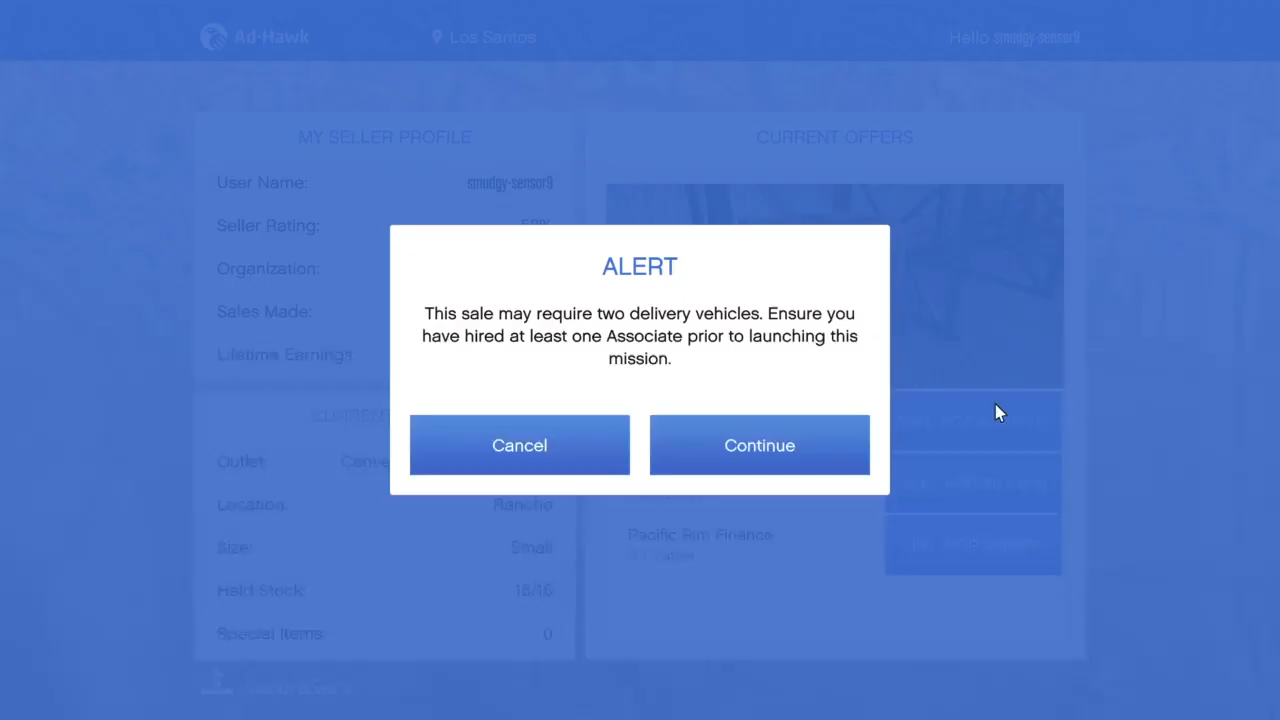 Ad-Hawk
Los Santos
Hello smudgy-sensor9
MY SELLER PROFILE
User Name: smudgy-sensor9
Seller Rating:
Organization:
Sales Made:
Lifetime Earnings
CURRENT OFFERS
ALERT
This sale may require two delivery vehicles. Ensure you
have hired at least one Associate prior to launching this
mission.
Cancel
Continue
Outlet:
Location: Rancho
Size: Small
Held Stock: 16/16
Special Items: 0
Pacific Rim Finance